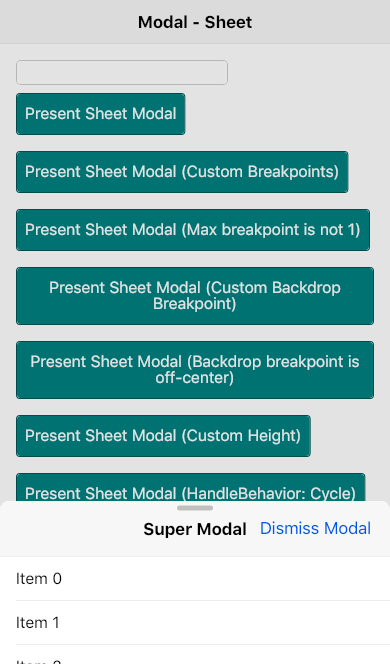 Modal - Sheet
Present Sheet Modal
Present Sheet Modal (Custom Breakpoints)
Present Sheet Modal (Max breakpoint is not 1)
Present Sheet Modal (Custom Backdrop
Breakpoint)
Present Sheet Modal (Backdrop breakpoint is
off-center)
Present Sheet Modal (Custom Height)
Present Sheet Modal (HandleBehavior: Cycle)
Super Modal
Dismiss Modal
Item 0
Item 1